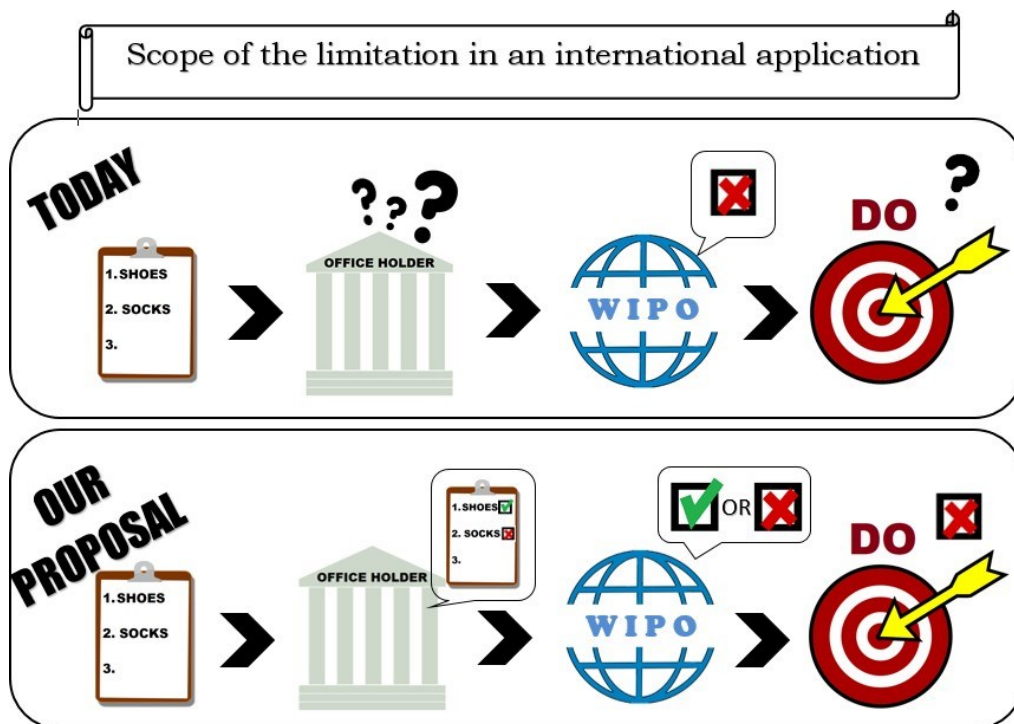 Scope of the limitation in an international application
TODAY
1. SHOES
2. SOCKS
3.
? ? ?
OFFICE HOLDER
WIPO
DO
?
OUR
PROPOSAL
1. SHOES
2. SOCKS
3.
OFFICE HOLDER
1. SHOES
2. SOCKS
3.
OR
WIPO
DO